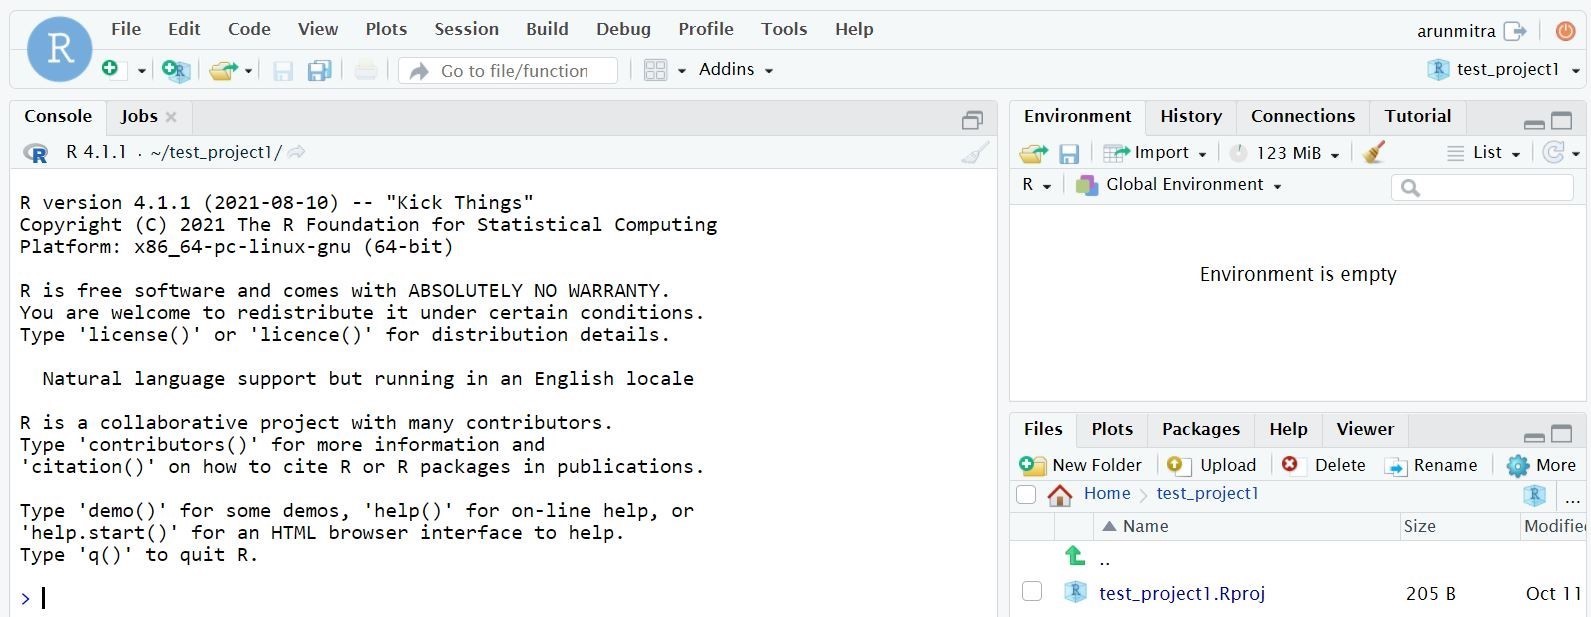 File Edit Code View Plots Session Build Debug Profile Tools Help
arunmitra
R
Go to file/function
Addins
test_project1
Console Jobs
R 4.1.1 . ~/test_project1/
R version 4.1.1 (2021-08-10) -- "Kick Things"
Copyright (C) 2021 The R Foundation for Statistical Computing
Platform: x86_64-pc-linux-gnu (64-bit)
R is free software and comes with ABSOLUTELY NO WARRANTY.
You are welcome to redistribute it under certain conditions.
Type 'license()' or 'licence()' for distribution details.
Natural language support but running in an English locale
R is a collaborative project with many contributors.
Type 'contributors()' for more information and
'citation()' on how to cite R or R packages in publications.
Type 'demo()' for some demos, 'help()' for on-line help, or
'help.start()' for an HTML browser interface to help.
Type 'q()' to quit R.
>
Environment History Connections Tutorial
Import 123 MiB List
R Global Environment
Environment is empty
Files Plots Packages Help Viewer
New Folder Upload Delete Rename More
Home test_project1 R ...
Name Size Modifie
..
test_project1.Rproj 205 B Oct 11